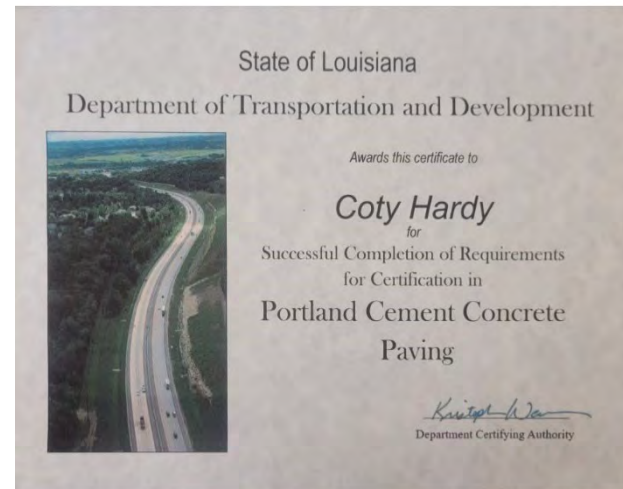 State of Louisiana
Department of Transportation and Development
Awards this certificate to
Coty Hardy
for
Successful Completion of Requirements
for Certification in
Portland Cement Concrete
Paving
Department Certifying Authority